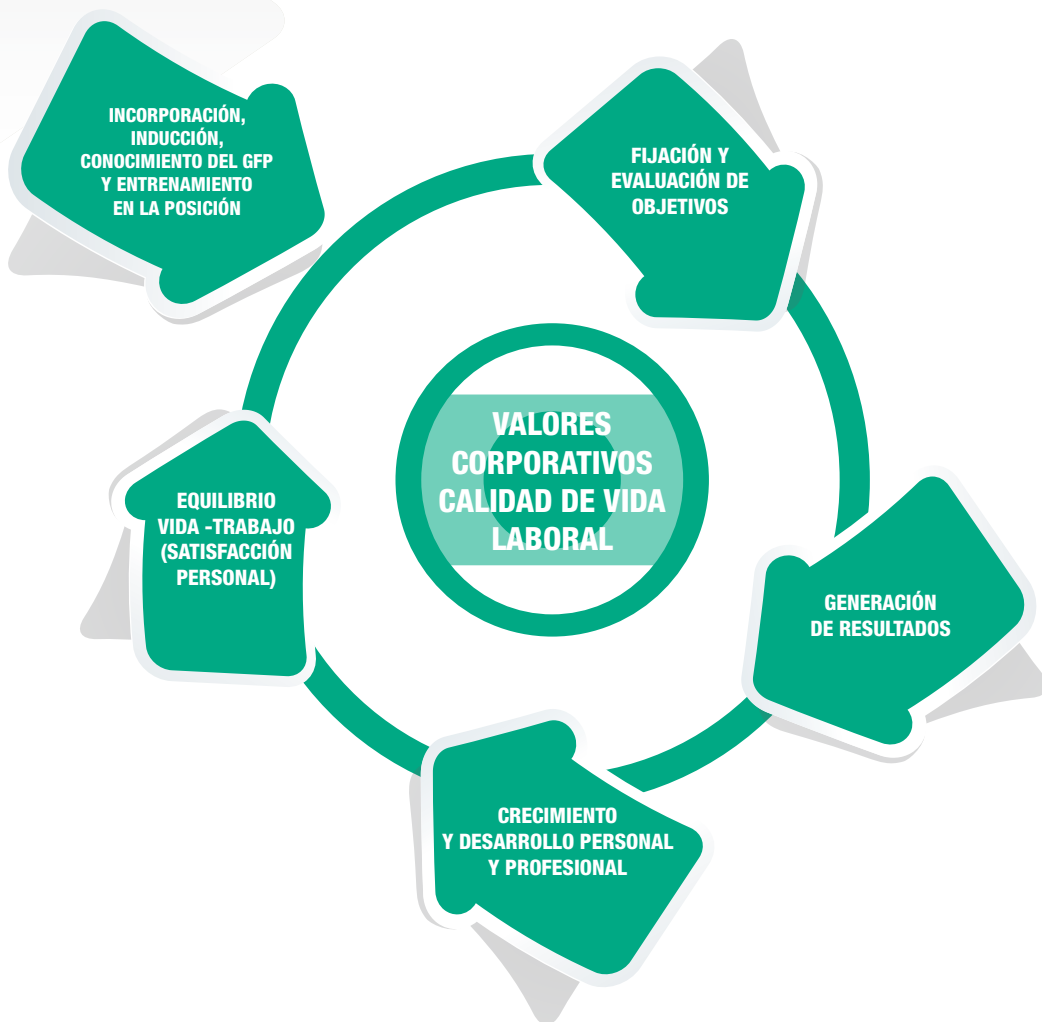 INCORPORACIÓN,
INDUCCIÓN,
CONOCIMIENTO DEL GFP
Y ENTRENAMIENTO
EN LA POSICIÓN
FIJACIÓN Y
EVALUACIÓN DE
OBJETIVOS
VALORES
CORPORATIVOS
CALIDAD DE VIDA
LABORAL
EQUILIBRIO
VIDA -TRABAJO
(SATISFACCIÓN
PERSONAL)
GENERACIÓN
DE RESULTADOS
CRECIMIENTO
Y DESARROLLO PERSONAL
Y PROFESIONAL